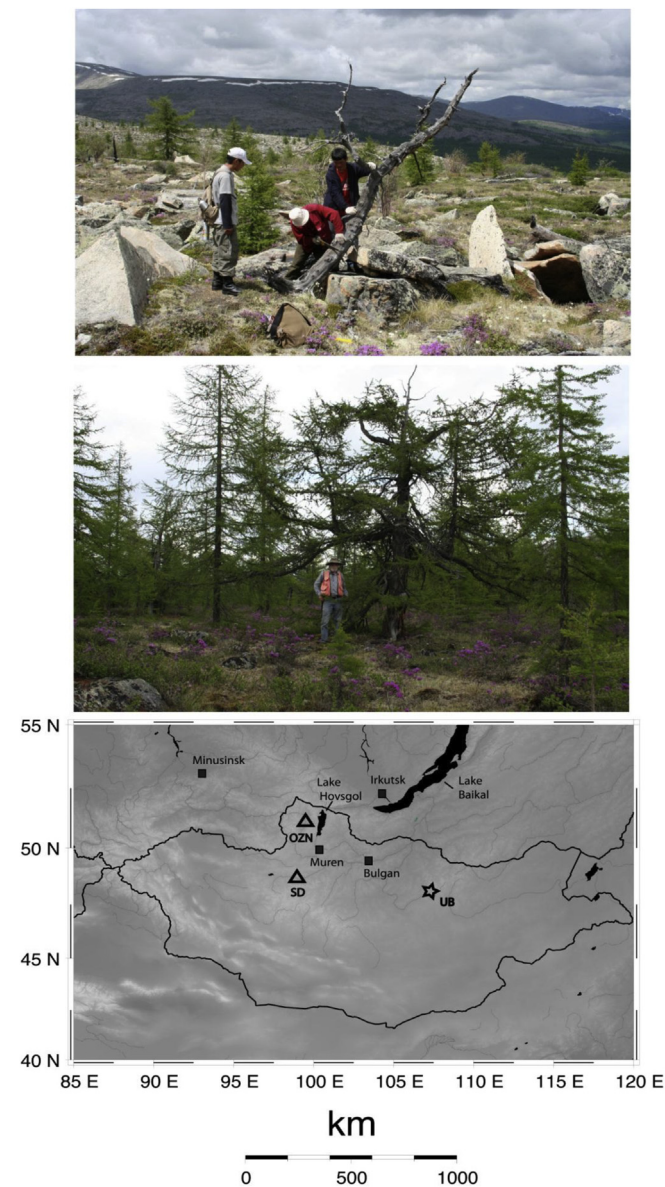 55 N
Minusinsk
Lake
Hovsgol
Irkutsk
Lake
Baikal
OZN
50 N
Muren
Bulgan
SD
UB
45 N
40 N
85 E 90 E 95 E 100 E 105 E 110 E 115 E 120 E
km
0 500 1000